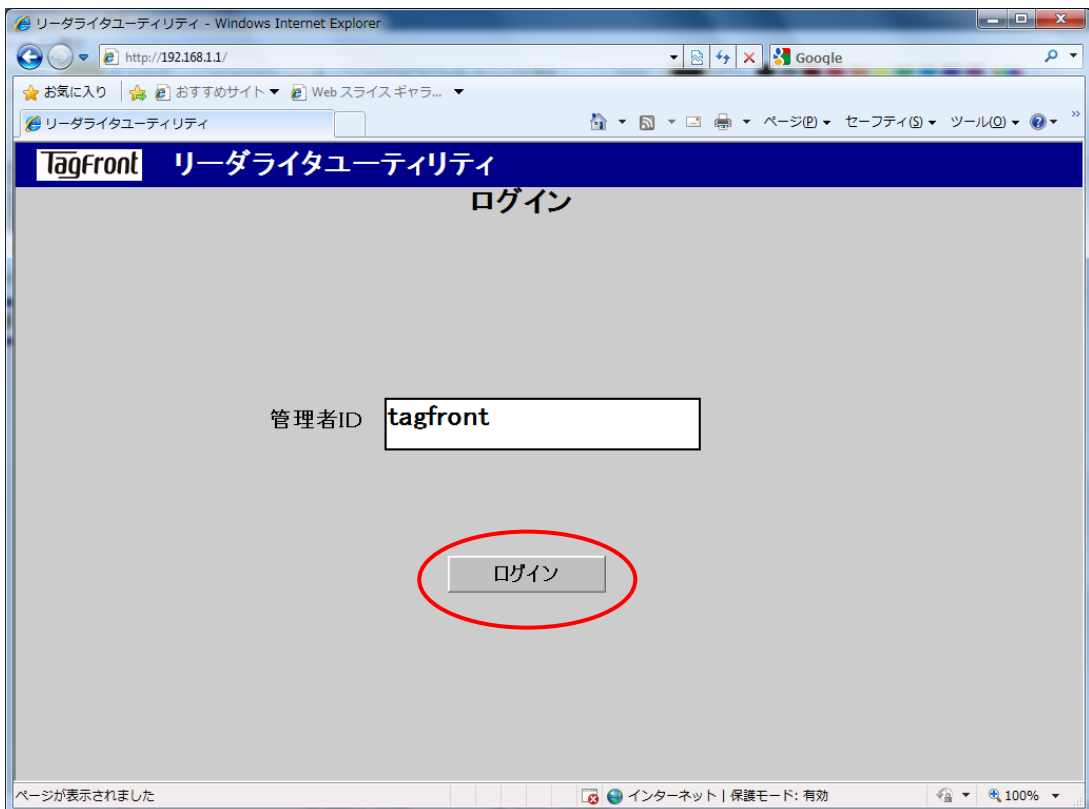 リーダライタユーティリティ - Windows Internet Explorer
http://192.168.1.1/
Google
お気に入り おすすめサイト ▼ Web スライス ギャラ... ▼
リーダライタユーティリティ
ページ(P) ▼ セーフティ(S) ▼ ツール(O) ▼
TagFront リーダライタユーティリティ
ログイン
管理者ID tagfront
ログイン
ページが表示されました
インターネット | 保護モード: 有効
100%